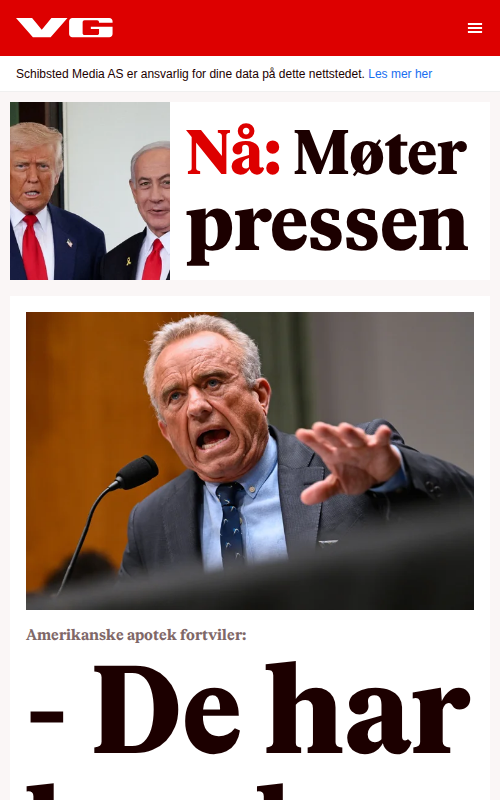 VG
Schibsted Media AS er ansvarlig for dine data på dette nettstedet. Les mer her
Nå: Møter
pressen
Amerikanske apotek fortviler:
- De har